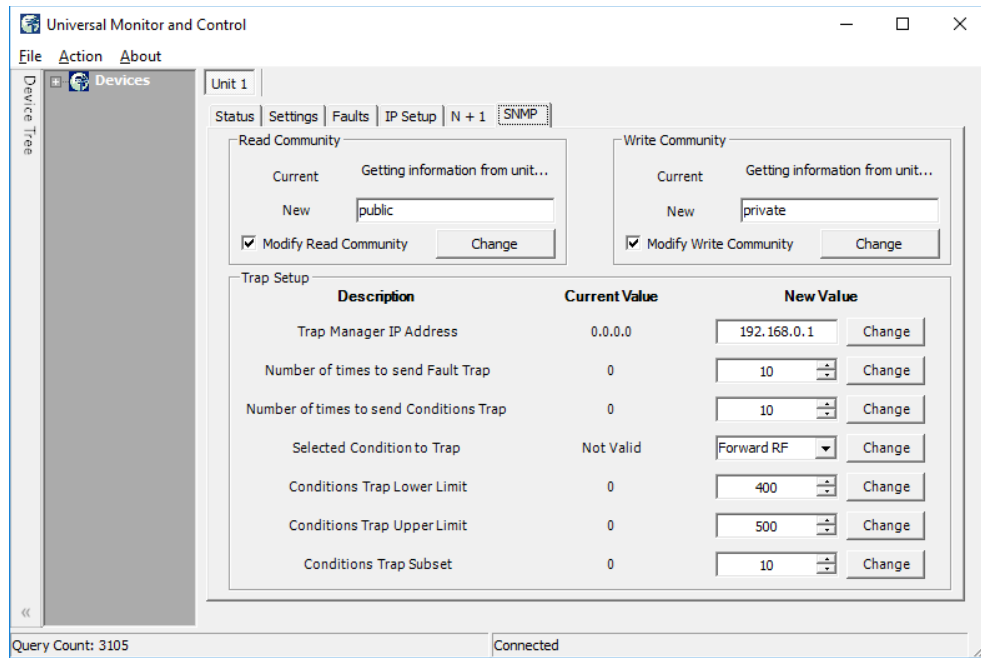 Universal Monitor and Control
File Action About
Device Tree
Devices
Unit 1
Status Settings Faults IP Setup N + 1 SNMP
Read Community Write Community
Current Getting information from unit... Current Getting information from unit...
New public New private
Modify Read Community Change Modify Write Community Change
Trap Setup
Description Current Value New Value
Trap Manager IP Address 0.0.0.0 192.168.0.1 Change
Number of times to send Fault Trap 0 10 Change
Number of times to send Conditions Trap 0 10 Change
Selected Condition to Trap Not Valid Forward RF Change
Conditions Trap Lower Limit 0 400 Change
Conditions Trap Upper Limit 0 500 Change
Conditions Trap Subset 0 10 Change
Query Count: 3105 Connected